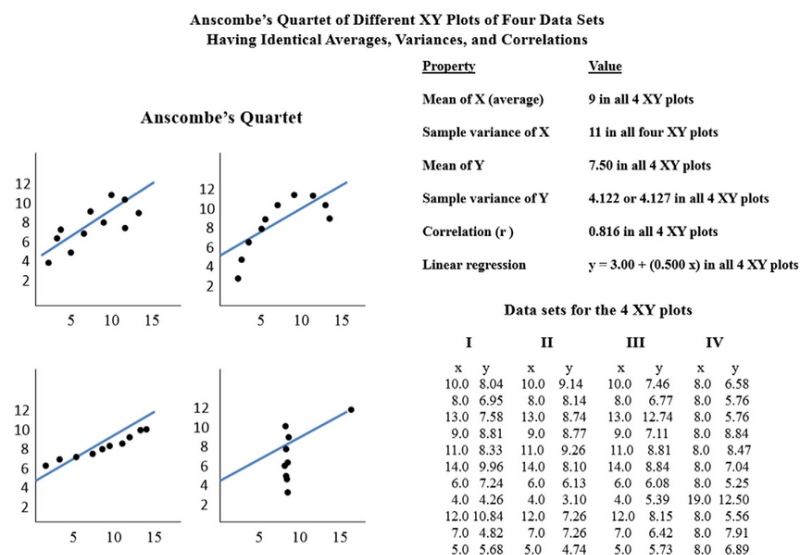 Anscombe's Quartet of Different XY Plots of Four Data Sets
Having Identical Averages, Variances, and Correlations
Property Value
Mean of X (average) 9 in all 4 XY plots
Sample variance of X 11 in all four XY plots
Mean of Y 7.50 in all 4 XY plots
Sample variance of Y 4.122 or 4.127 in all 4 XY plots
Correlation (r ) 0.816 in all 4 XY plots
Linear regression y = 3.00 + (0.500 x) in all 4 XY plots
Anscombe's Quartet
12
10
8
6
4
2
5 10 15
12
10
8
6
4
2
5 10 15
12
10
8
6
4
2
5 10 15
12
10
8
6
4
2
5 10 15
Data sets for the 4 XY plots
I II III IV
x y x y x y x y
10.0 8.04 10.0 9.14 10.0 7.46 8.0 6.58
8.0 6.95 8.0 8.14 8.0 6.77 8.0 5.76
13.0 7.58 13.0 8.74 13.0 12.74 8.0 5.76
9.0 8.81 9.0 8.77 9.0 7.11 8.0 8.84
11.0 8.33 11.0 9.26 11.0 8.81 8.0 8.47
14.0 9.96 14.0 8.10 14.0 8.84 8.0 7.04
6.0 7.24 6.0 6.13 6.0 6.08 8.0 5.25
4.0 4.26 4.0 3.10 4.0 5.39 19.0 12.50
12.0 10.84 12.0 7.26 12.0 8.15 8.0 5.56
7.0 4.82 7.0 7.26 7.0 6.42 8.0 7.91
5.0 5.68 5.0 4.74 5.0 5.73 8.0 6.89